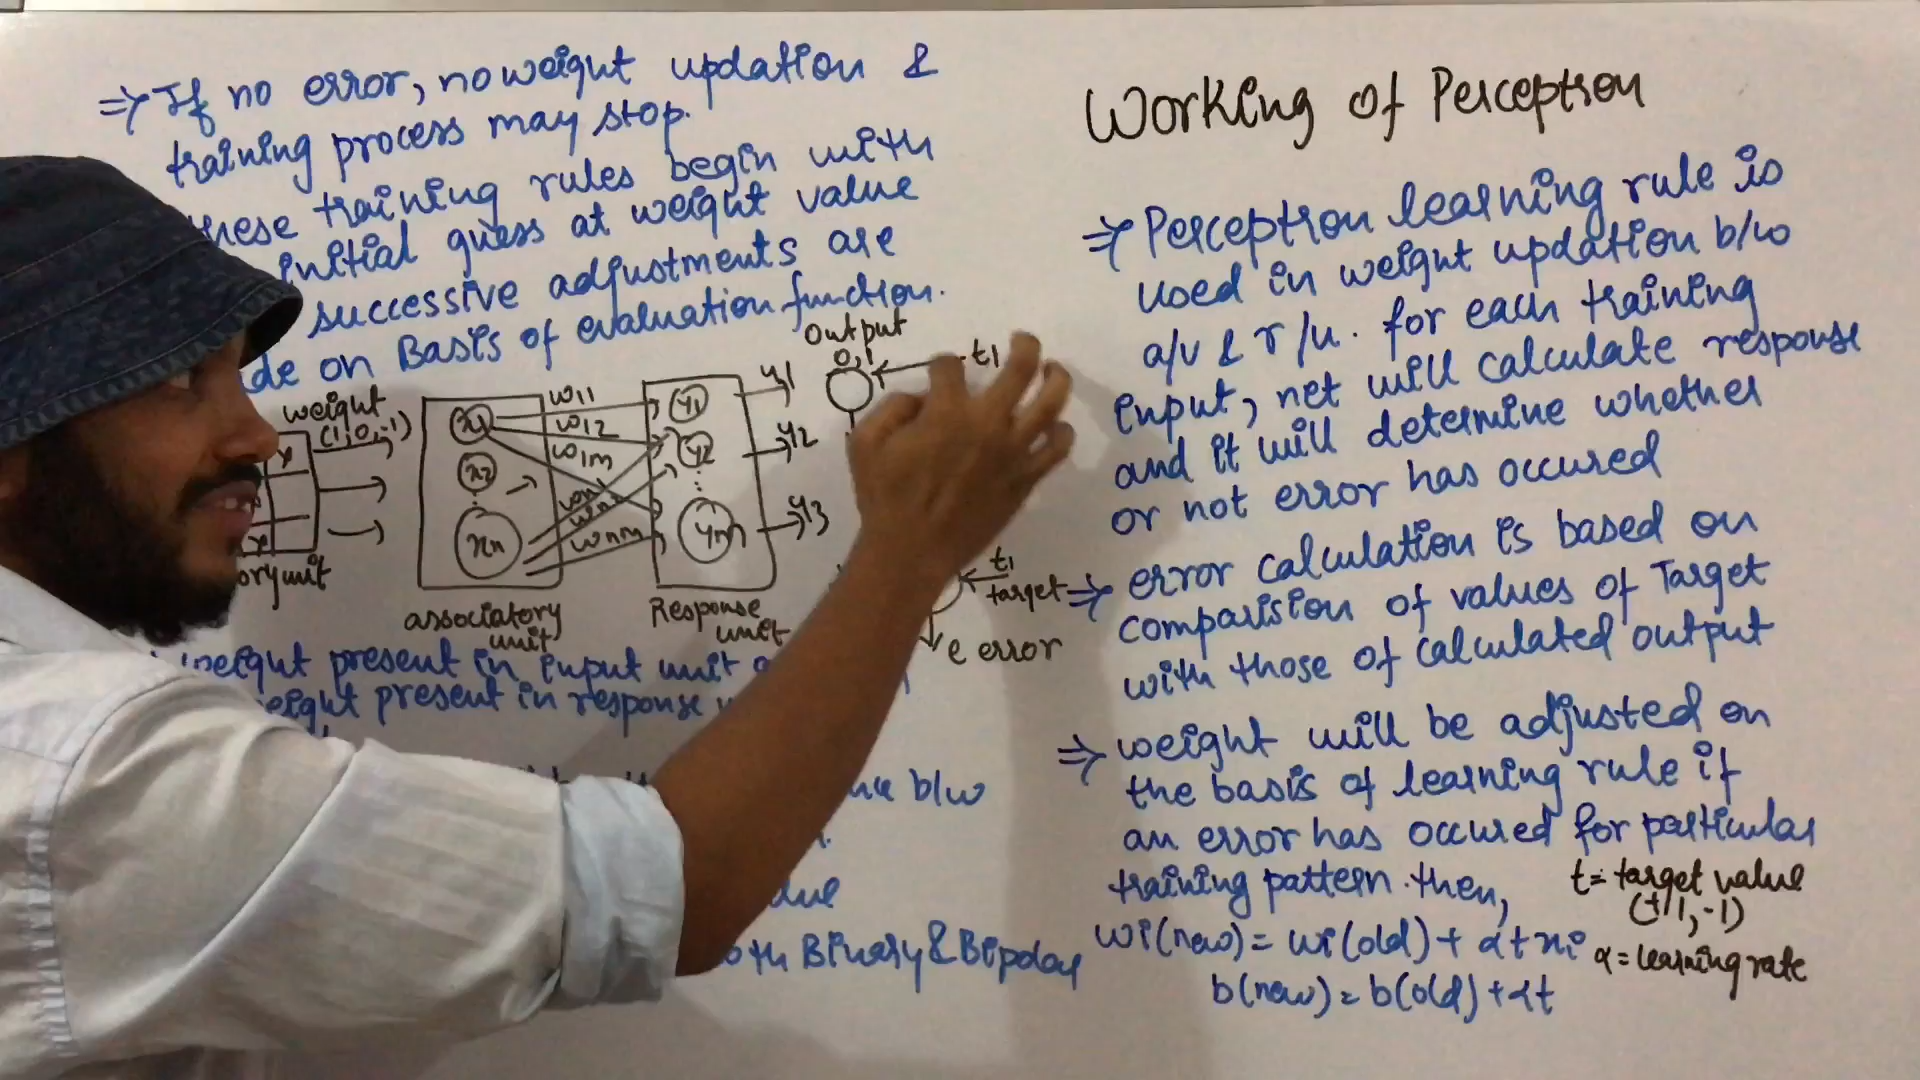 => If no error, no weight updation &
training process may stop.
these training rules begin with
initial guess at weight value
successive adjustments are
de on Basis of evaluation function.
weight
(1, 0, -1)
x1
x2
xn
w11
w12
w1m
wn1
wnm
y1
y2
ym
y1
y2
y3
Output
0,1
t1
associatory
unit
Response
unit
t1
target
e error
weight present in input unit
weight present in response
b/w
Binary & Bipolar
Working of Perceptron
=> Perceptron learning rule is
used in weight updation b/w
a/u & r/u. for each training
input, net will calculate response
and it will determine whether
or not error has occured
=> error calculation is based on
comparision of values of Target
with those of calculated output
=> weight will be adjusted on
the basis of learning rule if
an error has occured for particular
training pattern. then,
wi(new) = wi(old) + αtxi
b(new) = b(old) + αt
t = target value
(+1, -1)
α = learning rate